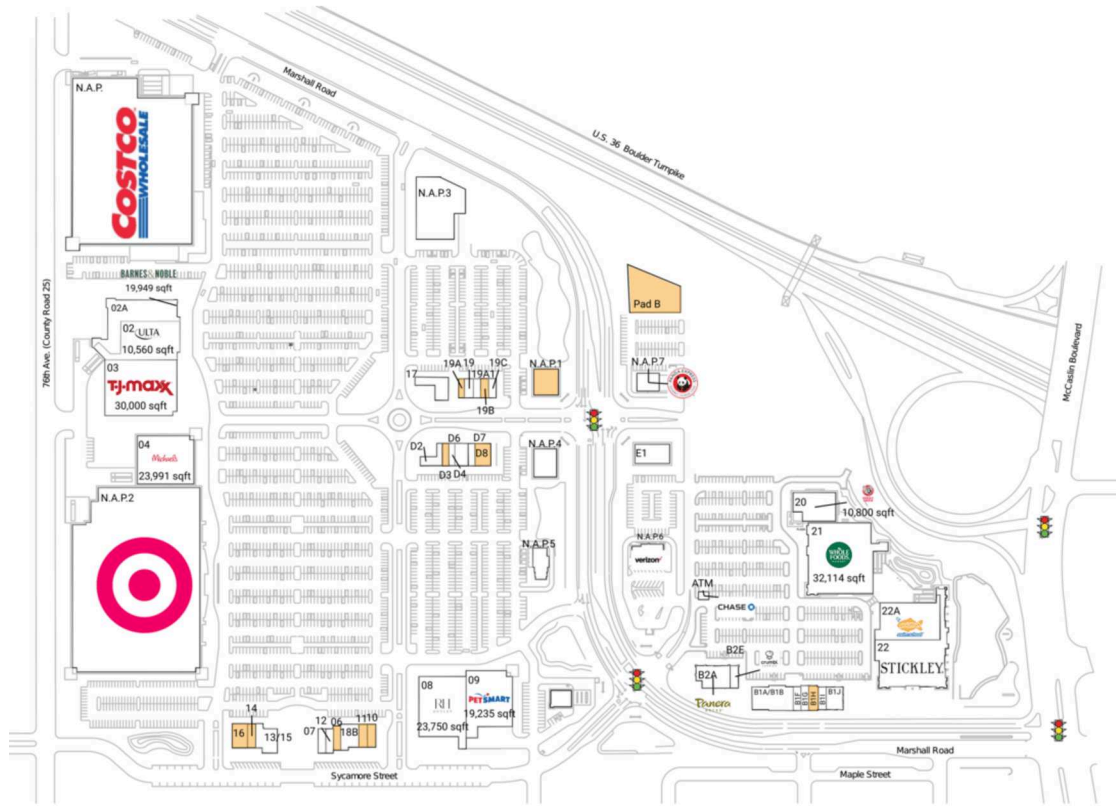 Marshall Road
U.S. 36 Boulder Turnpike
N.A.P.
COSTCO
WHOLESALE
76th Ave. (County Road 25)
McCaslin Boulevard
BARNES & NOBLE
19,949 sqft
02A
02 ULTA
10,560 sqft
03
T·J·maxx
30,000 sqft
04
Michaels
23,991 sqft
N.A.P.2
N.A.P.3
Pad B
17
19A 19 19C
19A1/
19B
N.A.P.1
N.A.P.7
D2
D6 D7
D8
D3 D4
N.A.P.4
E1
N.A.P.5
N.A.P.6
verizon
ATM
CHASE
20
10,800 sqft
21
WHOLE
FOODS
32,114 sqft
22A
22
STICKLEY
B2E
B2A
Panera
B1A/B1B
B1F
B1G
B1H
B1I
B1J
08
RH
23,750 sqft
09
PETSMART
19,235 sqft
14
16
13/15
12
07
06
18B
1110
Sycamore Street
Marshall Road
Maple Street